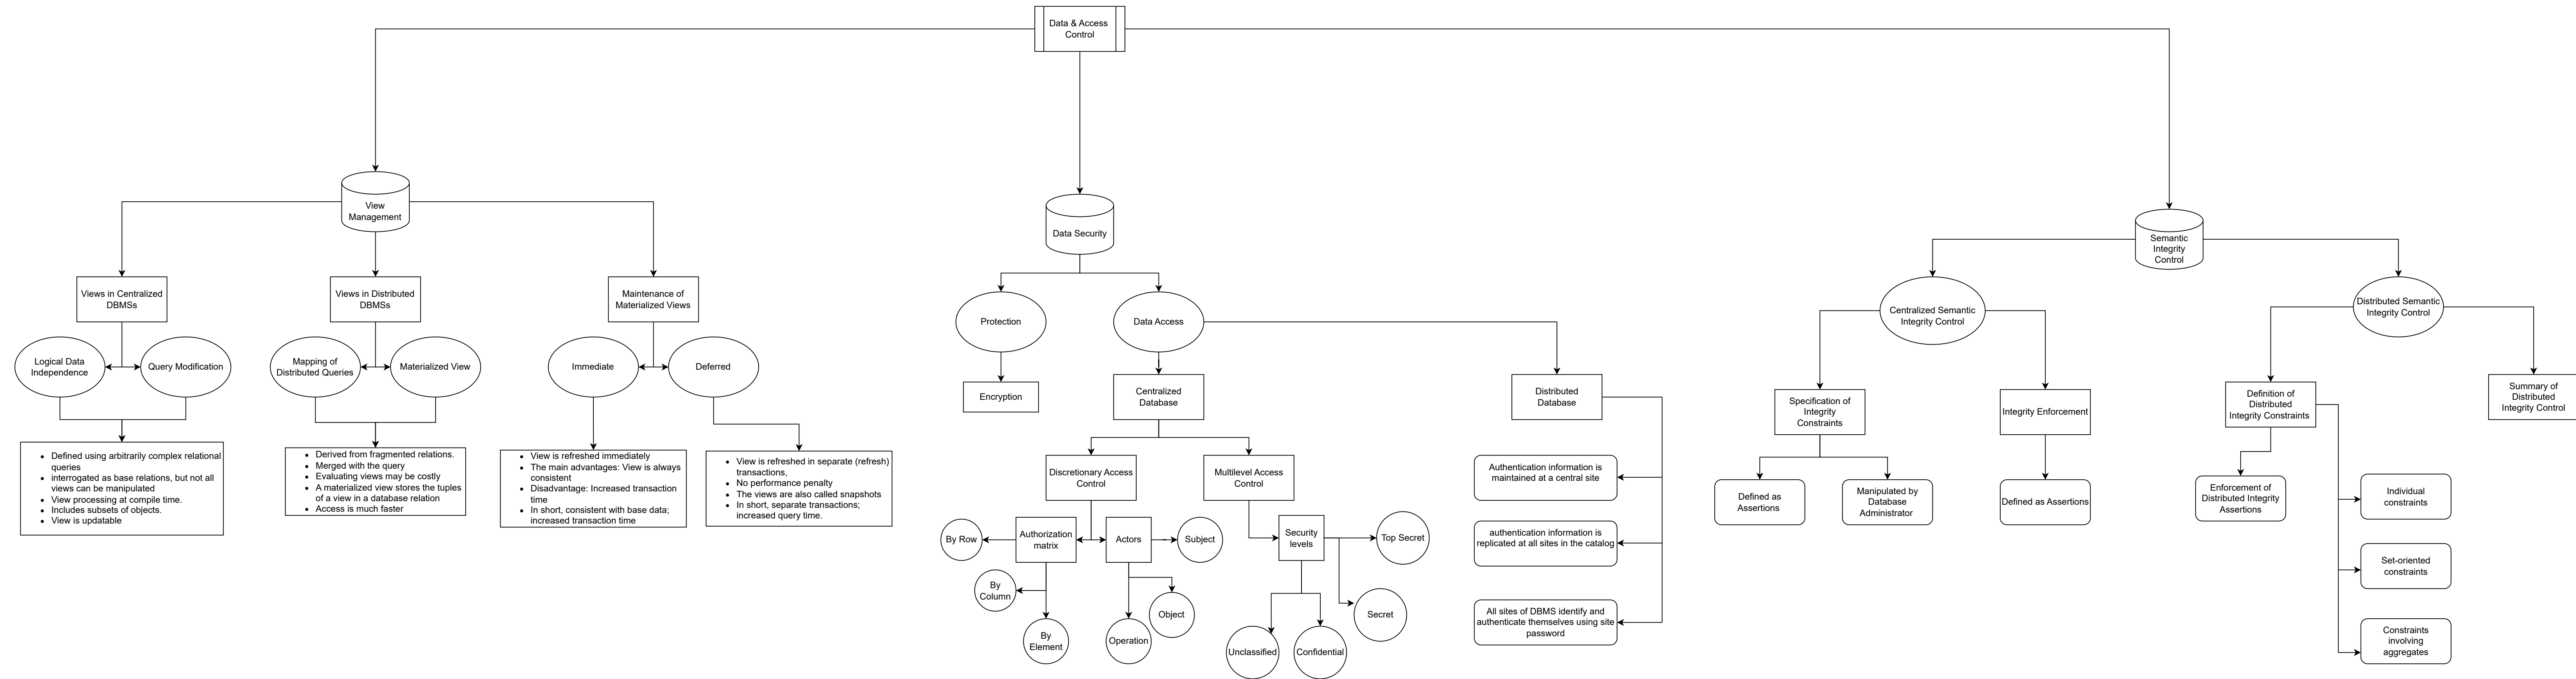 Data & Access
Control
View
Management
Data Security
Semantic
Integrity
Control
Views in Centralized
DBMSs
Views in Distributed
DBMSs
Maintenance of
Materialized Views
Logical Data
Independence
Query Modification
Mapping of
Distributed Queries
Materialized View
Immediate
Deferred
• Defined using arbitrarily complex relational
queries
• interrogated as base relations, but not all
views can be manipulated
• View processing at compile time.
• Includes subsets of objects.
• View is updatable
• Derived from fragmented relations.
• Merged with the query
• Evaluating views may be costly
• A materialized view stores the tuples
of a view in a database relation
• Access is much faster
• View is refreshed immediately
• The main advantages: View is always
consistent
• Disadvantage: Increased transaction
time
• In short, consistent with base data;
increased transaction time
• View is refreshed in separate (refresh)
transactions,
• No performance penalty
• The views are also called snapshots
• In short, separate transactions;
increased query time.
Protection
Data Access
Encryption
Centralized
Database
Distributed
Database
Discretionary Access
Control
Multilevel Access
Control
By Row
Authorization
matrix
Actors
Subject
By
Column
By
Element
Operation
Object
Security
levels
Top Secret
Secret
Unclassified
Confidential
Authentication information is
maintained at a central site
authentication information is
replicated at all sites in the catalog
All sites of DBMS identify and
authenticate themselves using site
password
Centralized Semantic
Integrity Control
Distributed Semantic
Integrity Control
Specification of
Integrity
Constraints
Integrity Enforcement
Defined as
Assertions
Manipulated by
Database
Administrator
Defined as Assertions
Definition of
Distributed
Integrity Constraints
Summary of
Distributed
Integrity Control
Enforcement of
Distributed Integrity
Assertions
Individual
constraints
Set-oriented
constraints
Constraints
involving
aggregates